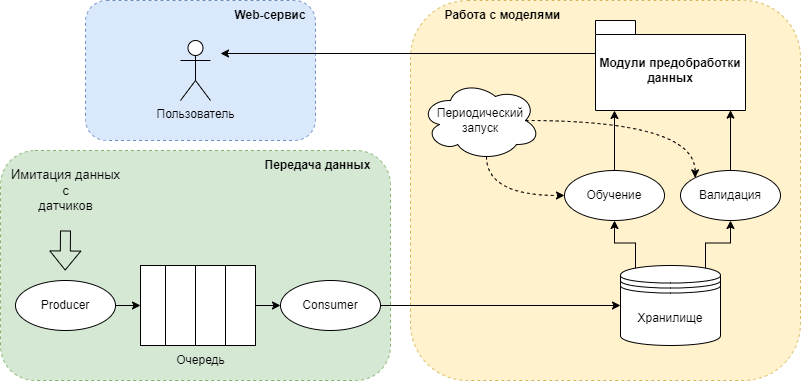 Web-сервис
Пользователь
Работа с моделями
Модули предобработки
данных
Периодический
запуск
Обучение
Валидация
Хранилище
Передача данных
Имитация данных
с
датчиков
Producer
Очередь
Consumer